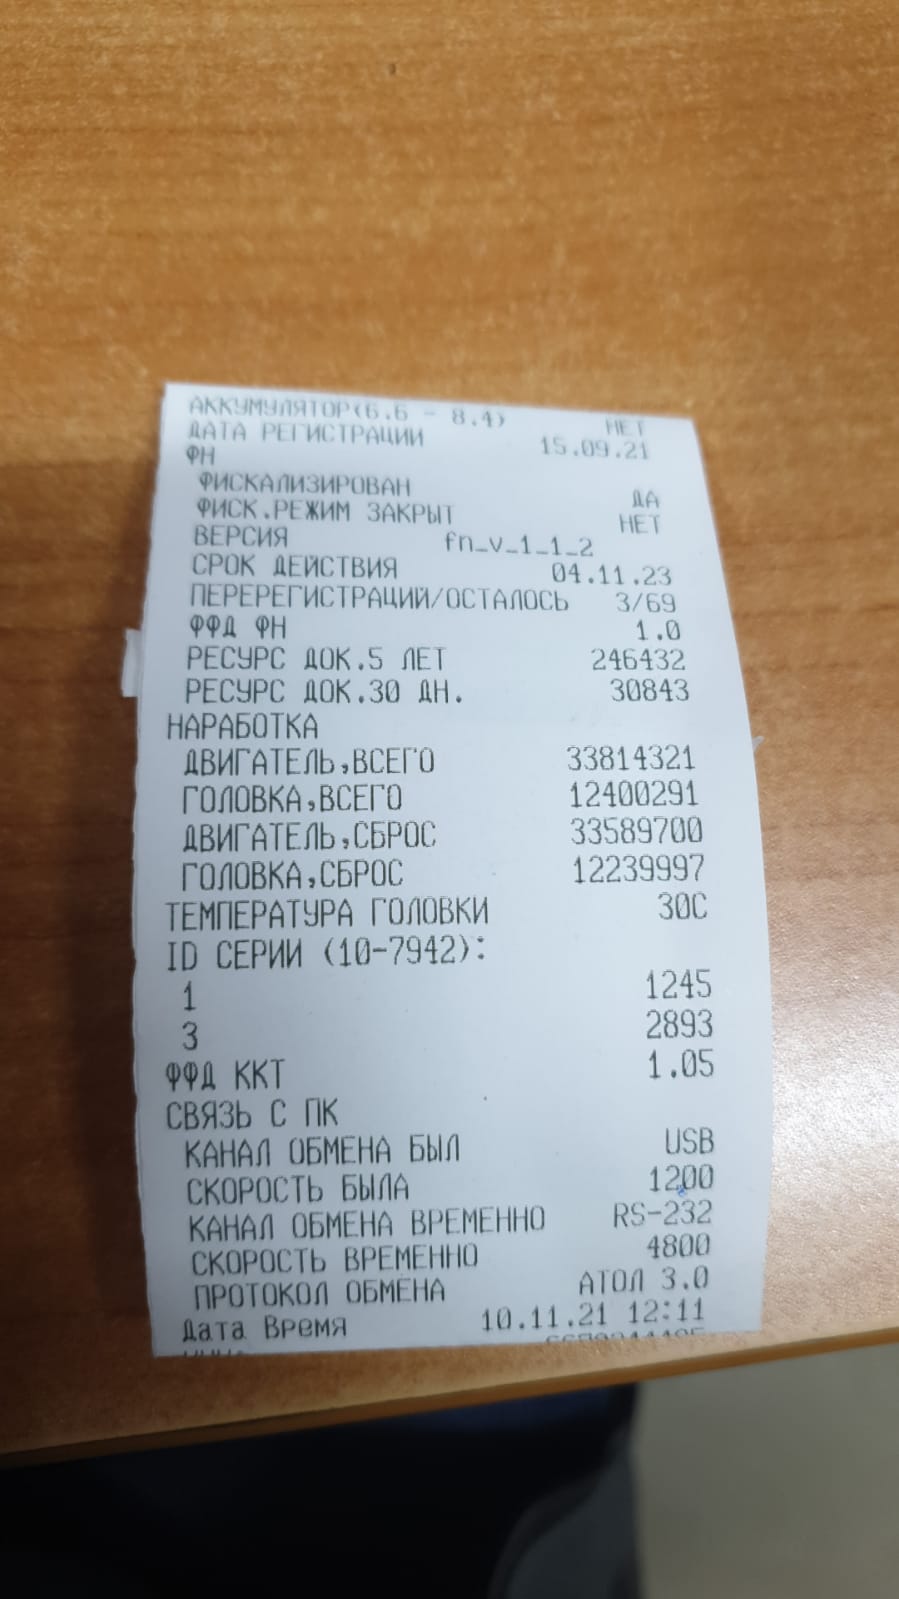 АККУМУЛЯТОР(6.6 - 8.4) НЕТ
ДАТА РЕГИСТРАЦИИ 15.09.21
ФН
ФИСКАЛИЗИРОВАН ДА
ФИСК.РЕЖИМ ЗАКРЫТ НЕТ
ВЕРСИЯ fn_v_1_1_2
СРОК ДЕЙСТВИЯ 04.11.23
ПЕРЕРЕГИСТРАЦИЙ/ОСТАЛОСЬ 3/69
ФФД ФН 1.0
РЕСУРС ДОК.5 ЛЕТ 246432
РЕСУРС ДОК.30 ДН. 30843
НАРАБОТКА
ДВИГАТЕЛЬ,ВСЕГО 33814321
ГОЛОВКА,ВСЕГО 12400291
ДВИГАТЕЛЬ,СБРОС 33589700
ГОЛОВКА,СБРОС 12239997
ТЕМПЕРАТУРА ГОЛОВКИ 30С
ID СЕРИИ (10-7942):
1 1245
3 2893
ФФД ККТ 1.05
СВЯЗЬ С ПК
КАНАЛ ОБМЕНА БЫЛ USB
СКОРОСТЬ БЫЛА 1200
КАНАЛ ОБМЕНА ВРЕМЕННО RS-232
СКОРОСТЬ ВРЕМЕННО 4800
ПРОТОКОЛ ОБМЕНА АТОЛ 3.0
Дата Время 10.11.21 12:11